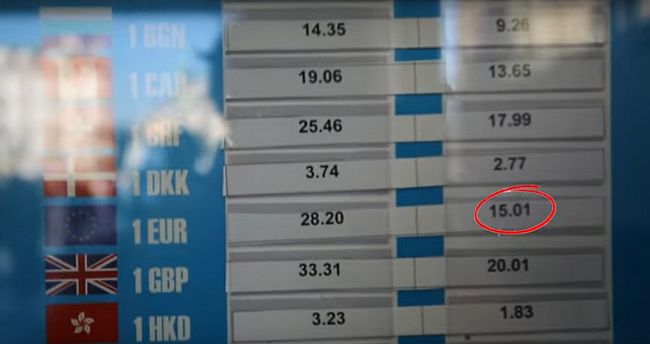 1 BGN 14.35 9.26
1 CAD 19.06 13.65
1 CHF 25.46 17.99
1 DKK 3.74 2.77
1 EUR 28.20 15.01
1 GBP 33.31 20.01
1 HKD 3.23 1.83